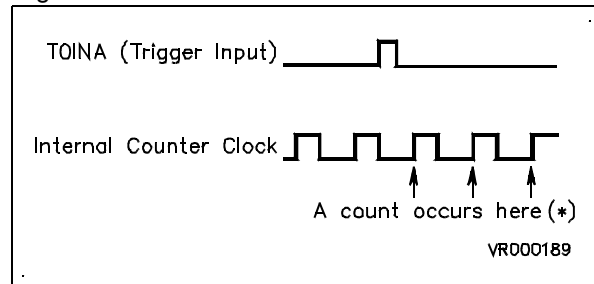 T0INA (Trigger Input)
Internal Counter Clock
A count occurs here (*)
VR000189